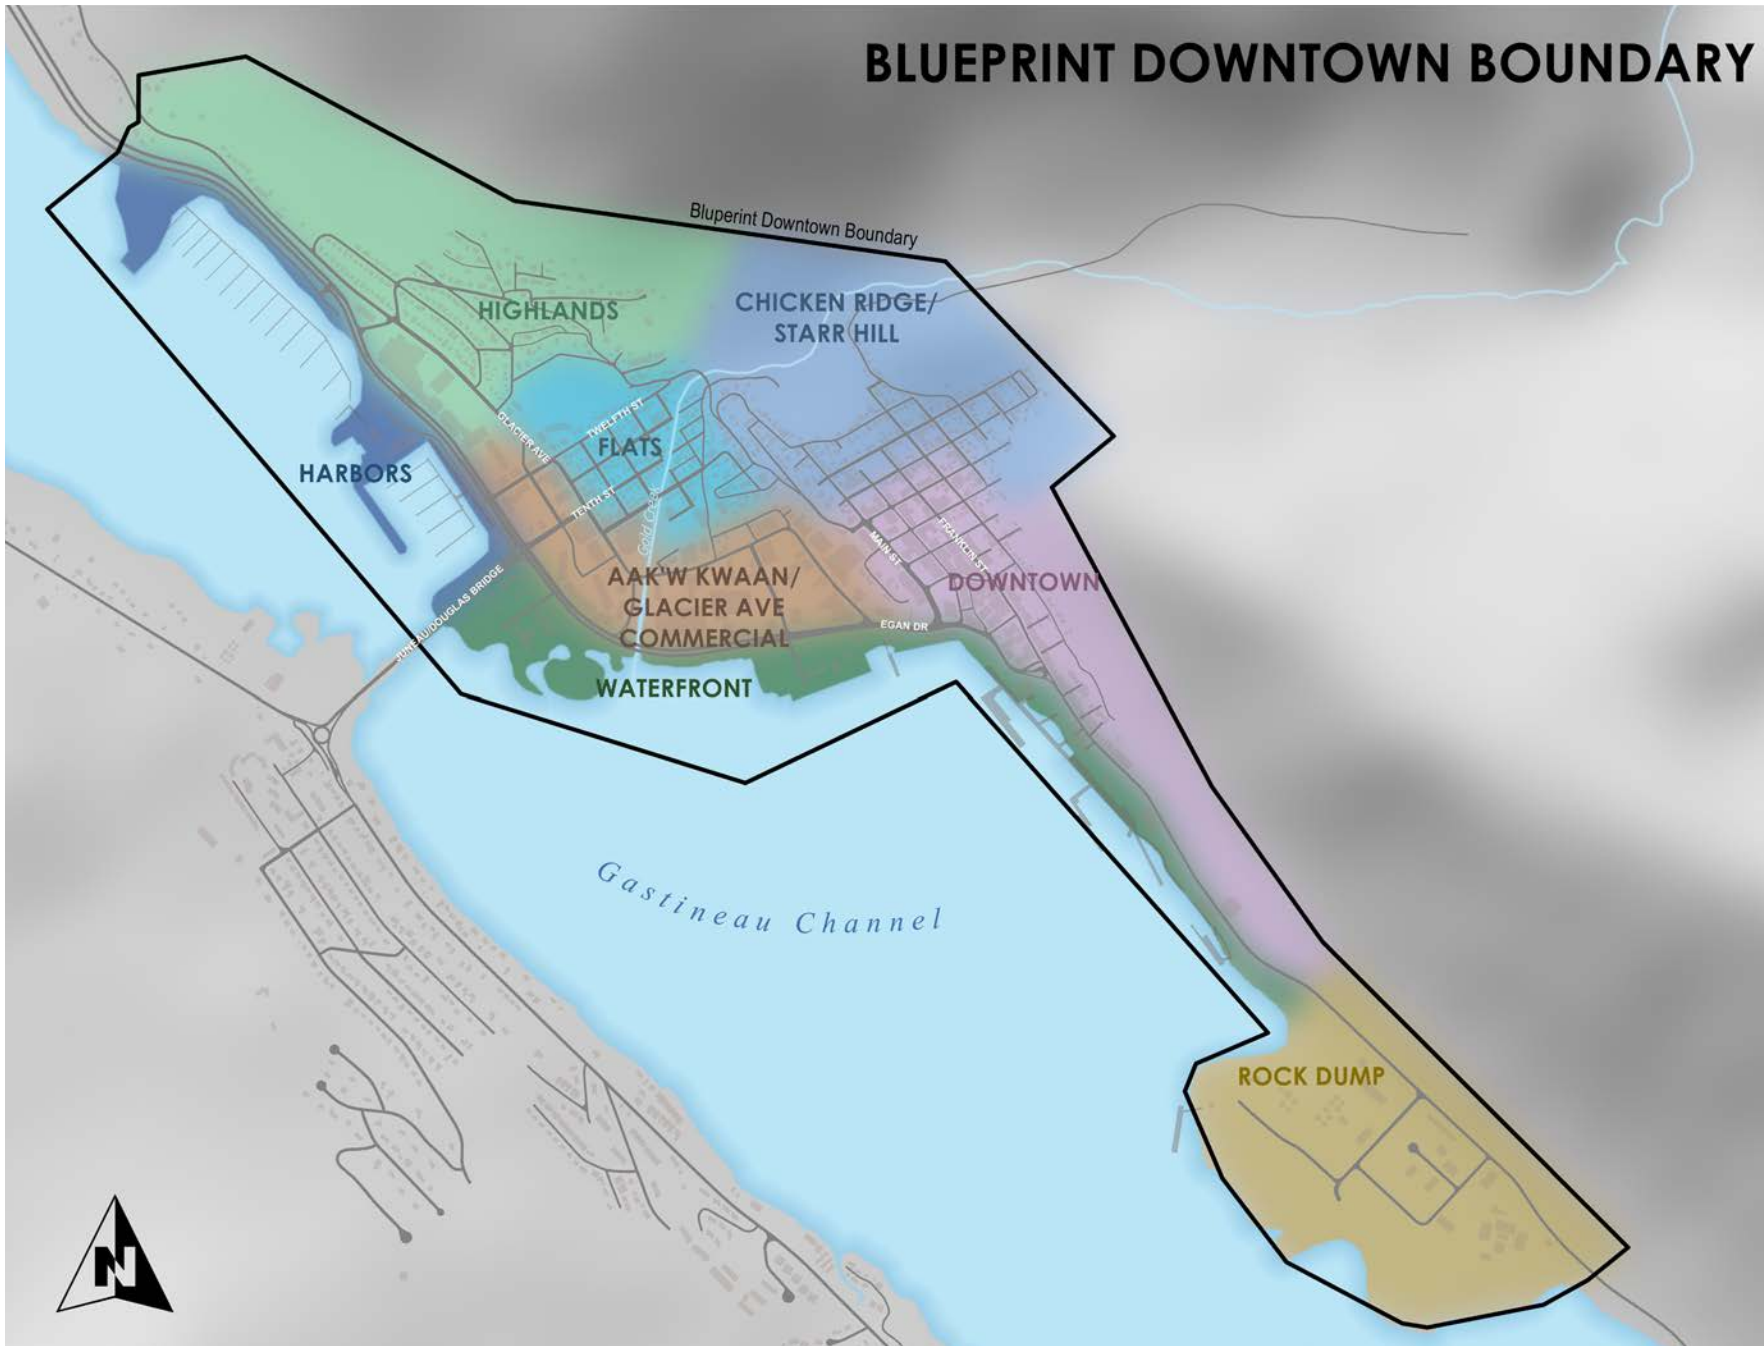 BLUEPRINT DOWNTOWN BOUNDARY
Bluperint Downtown Boundary
HIGHLANDS
CHICKEN RIDGE/
STARR HILL
GLACIER AVE
TWELFTH ST
FLATS
HARBORS
TENTH ST
Gold Creek
MAIN ST
FRANKLIN ST
JUNEAU/DOUGLAS BRIDGE
AAK'W KWAAN/
GLACIER AVE
COMMERCIAL
DOWNTOWN
EGAN DR
WATERFRONT
Gastineau Channel
ROCK DUMP
N